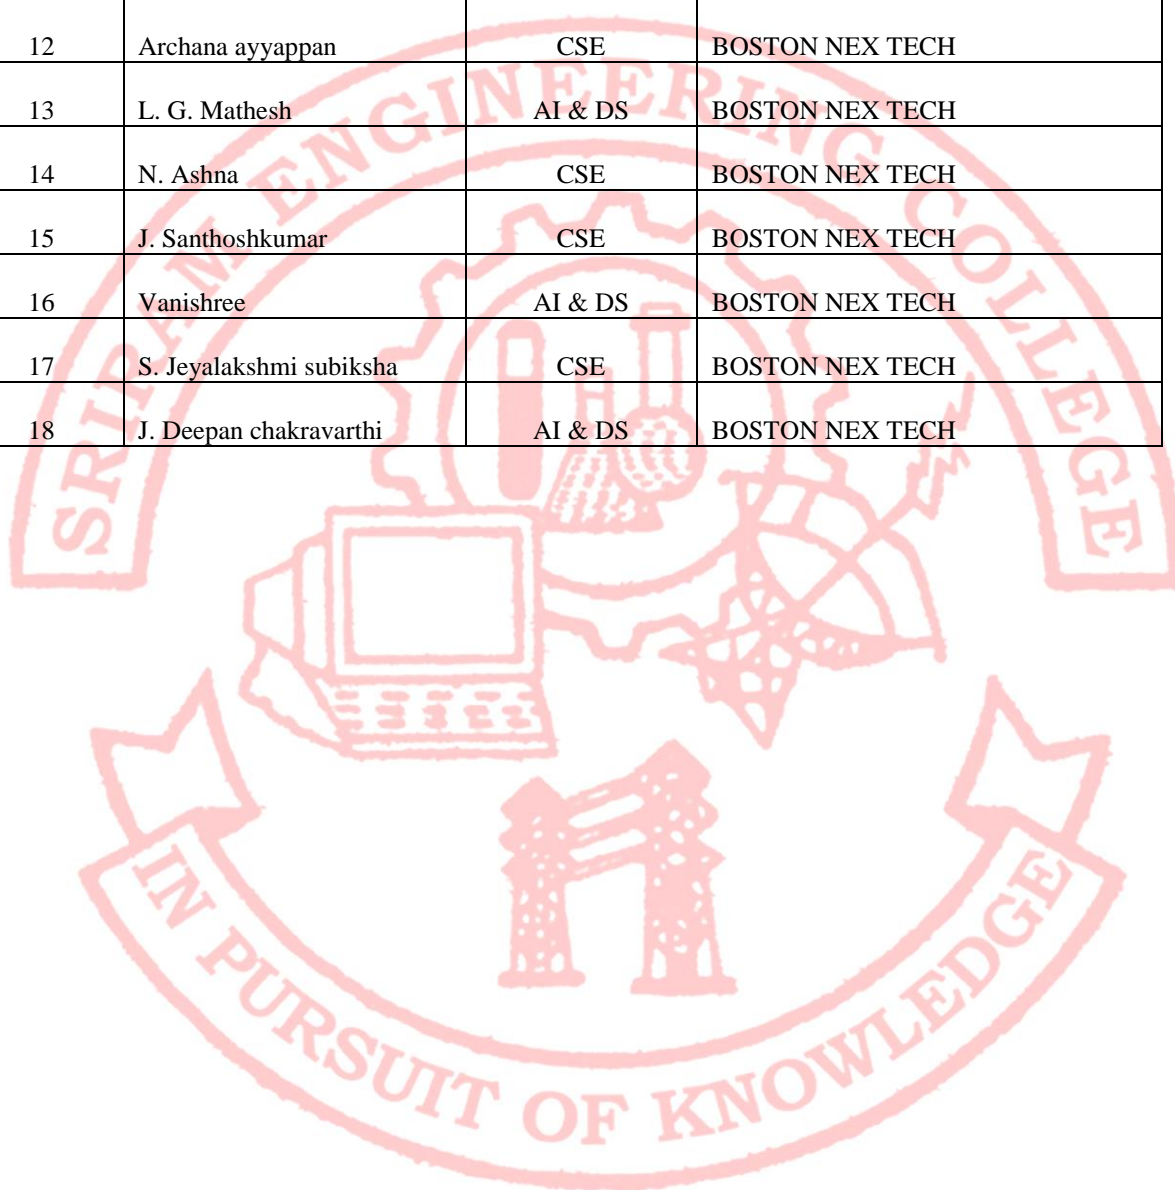 12 Archana ayyappan CSE BOSTON NEX TECH
13 L. G. Mathesh AI & DS BOSTON NEX TECH
14 N. Ashna CSE BOSTON NEX TECH
15 J. Santhoshkumar CSE BOSTON NEX TECH
16 Vanishree AI & DS BOSTON NEX TECH
17 S. Jeyalakshmi subiksha CSE BOSTON NEX TECH
18 J. Deepan chakravarthi AI & DS BOSTON NEX TECH
SRIRAM ENGINEERING COLLEGE
IN PURSUIT OF KNOWLEDGE